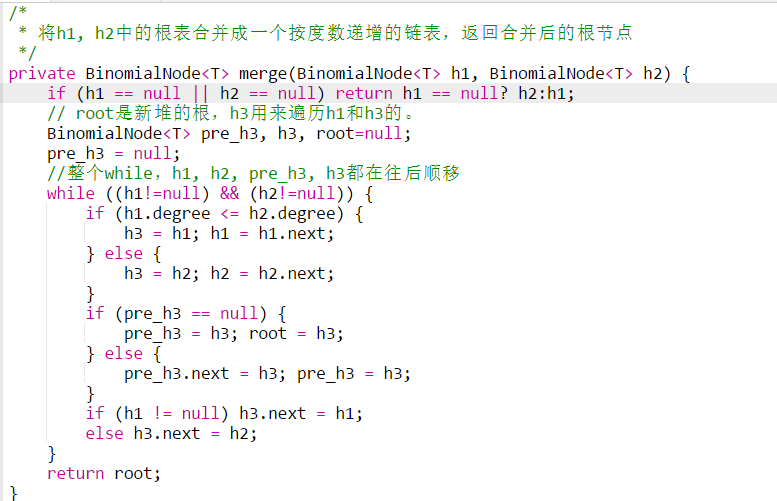 /*
 * 将h1, h2中的根表合并成一个按度数递增的链表，返回合并后的根节点
 */
private BinomialNode<T> merge(BinomialNode<T> h1, BinomialNode<T> h2) {
    if (h1 == null || h2 == null) return h1 == null? h2:h1;
    // root是新堆的根，h3用来遍历h1和h3的。
    BinomialNode<T> pre_h3, h3, root=null;
    pre_h3 = null;
    //整个while，h1, h2, pre_h3, h3都在往后顺移
    while ((h1!=null) && (h2!=null)) {
        if (h1.degree <= h2.degree) {
            h3 = h1; h1 = h1.next;
        } else {
            h3 = h2; h2 = h2.next;
        }
        if (pre_h3 == null) {
            pre_h3 = h3; root = h3;
        } else {
            pre_h3.next = h3; pre_h3 = h3;
        }
        if (h1 != null) h3.next = h1;
        else h3.next = h2;
    }
    return root;
}